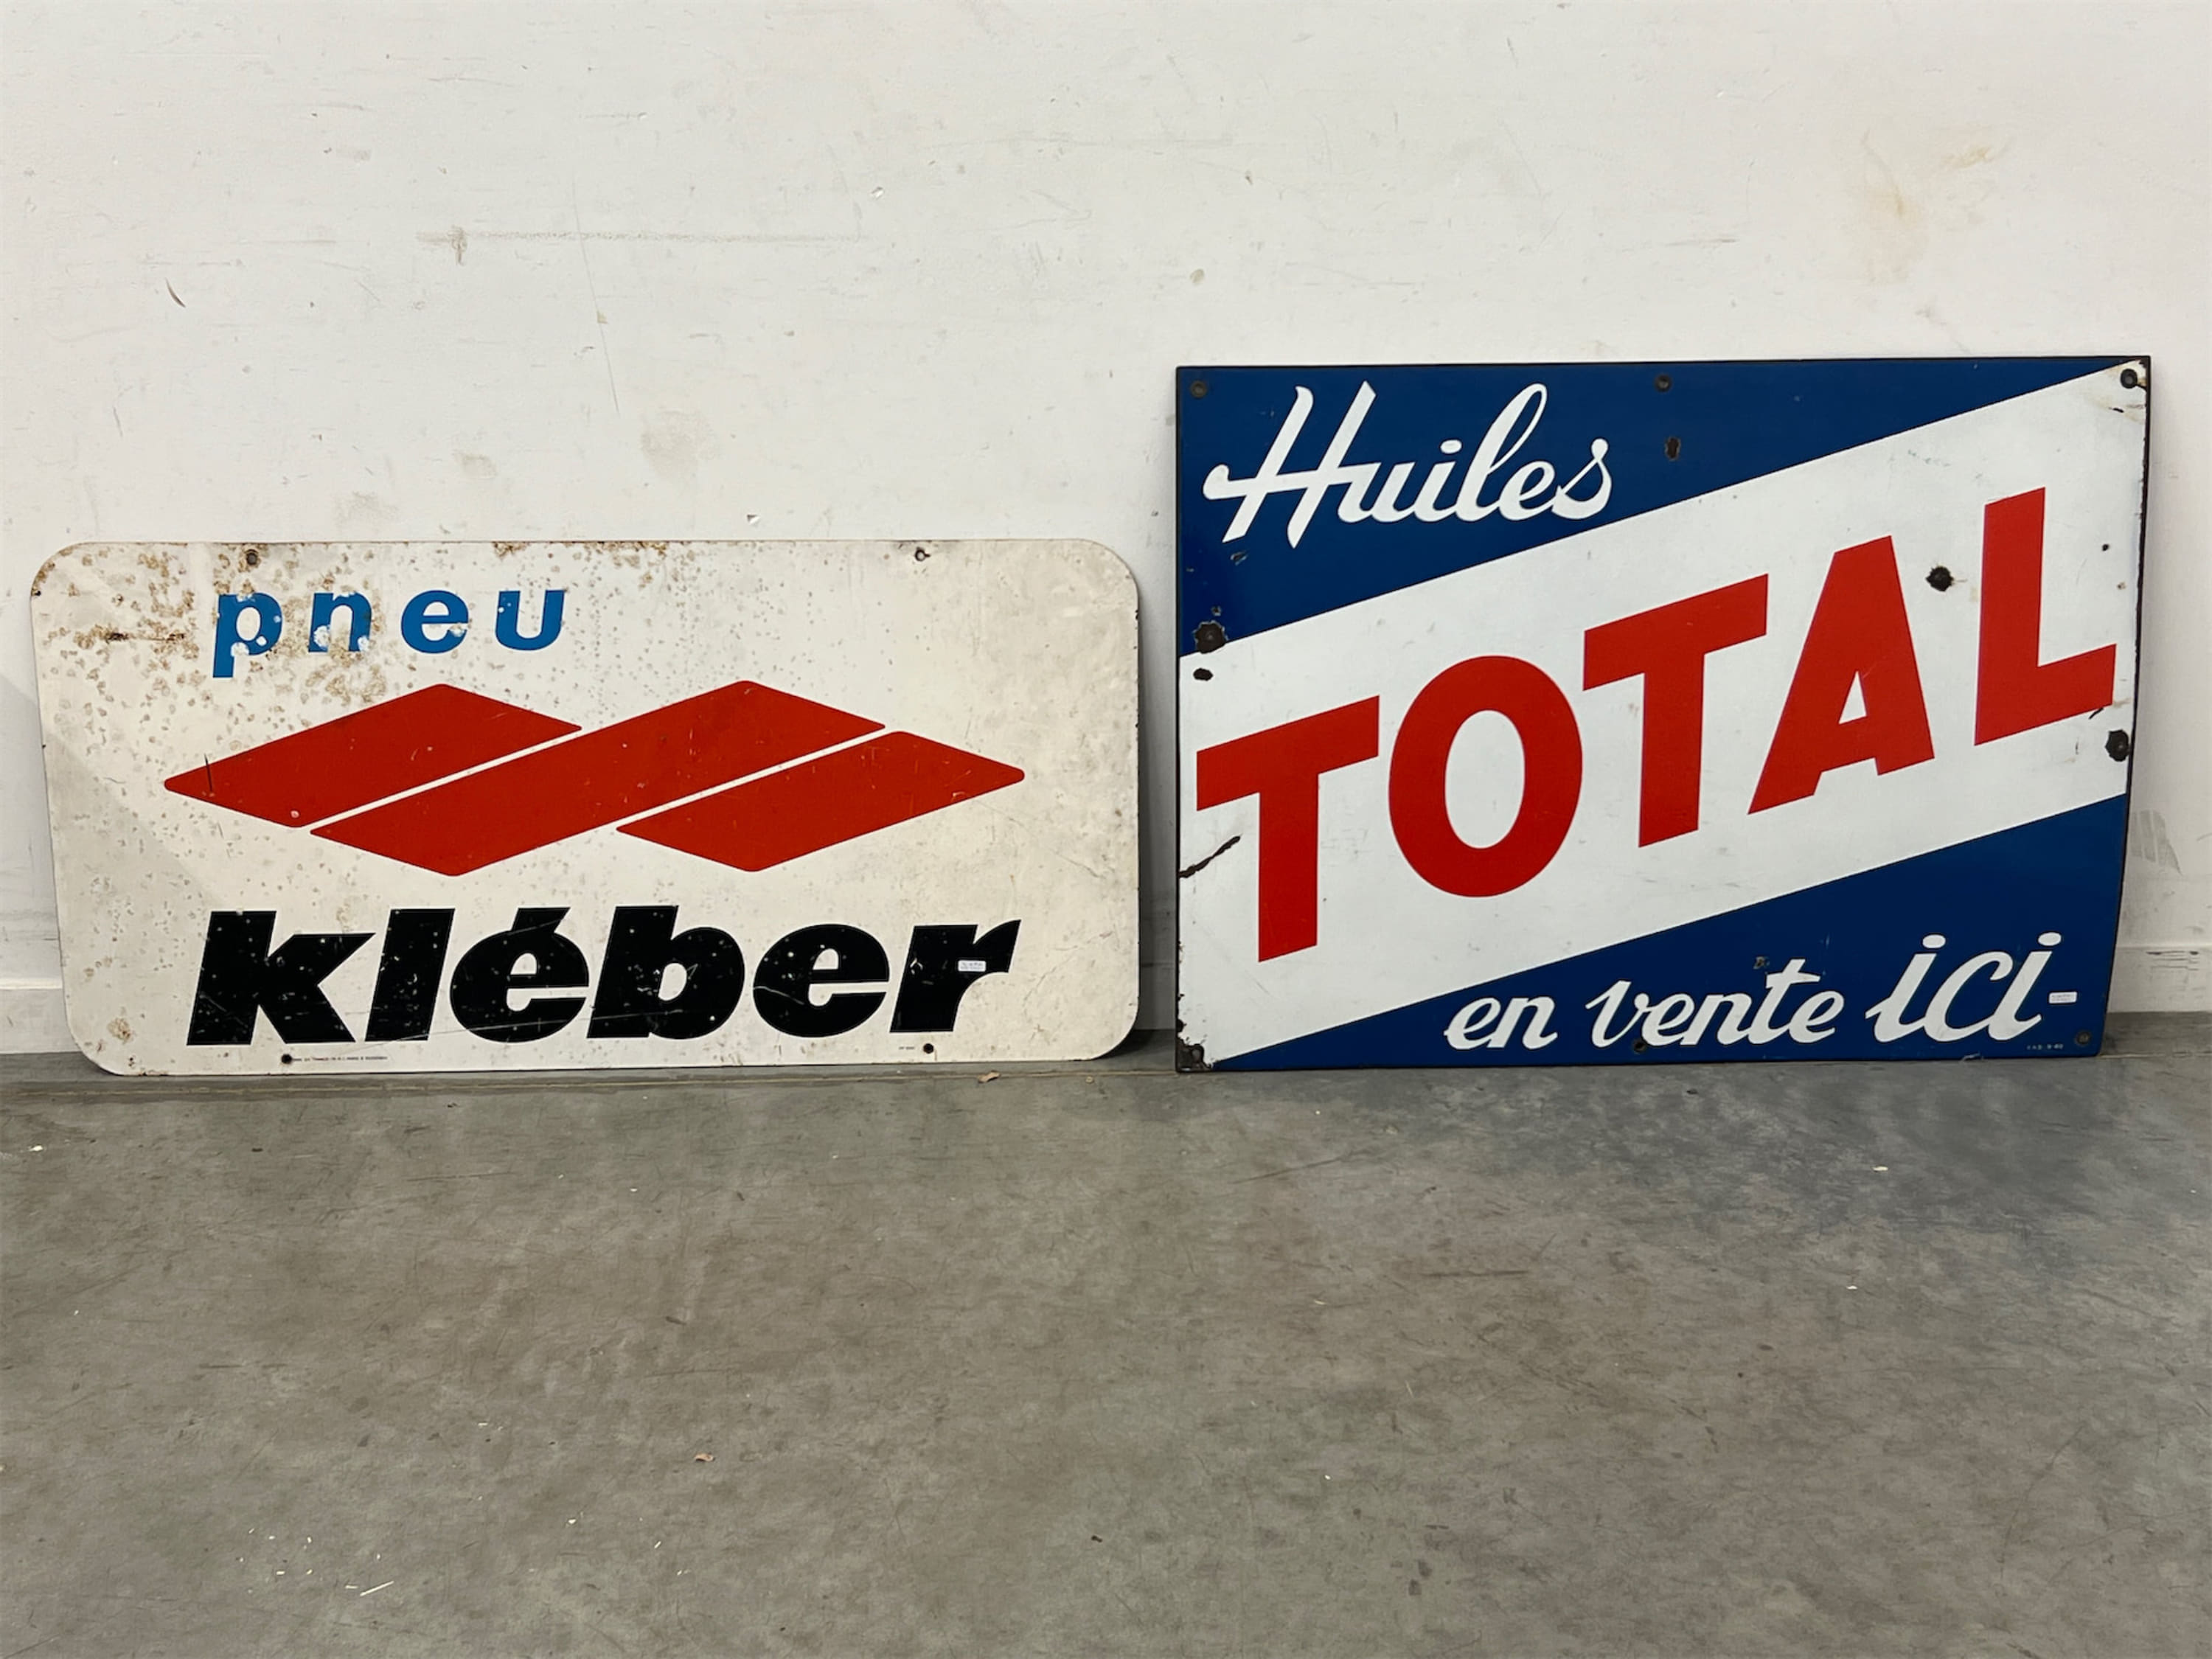 pneu
kléber
Huiles
TOTAL
en vente ici-